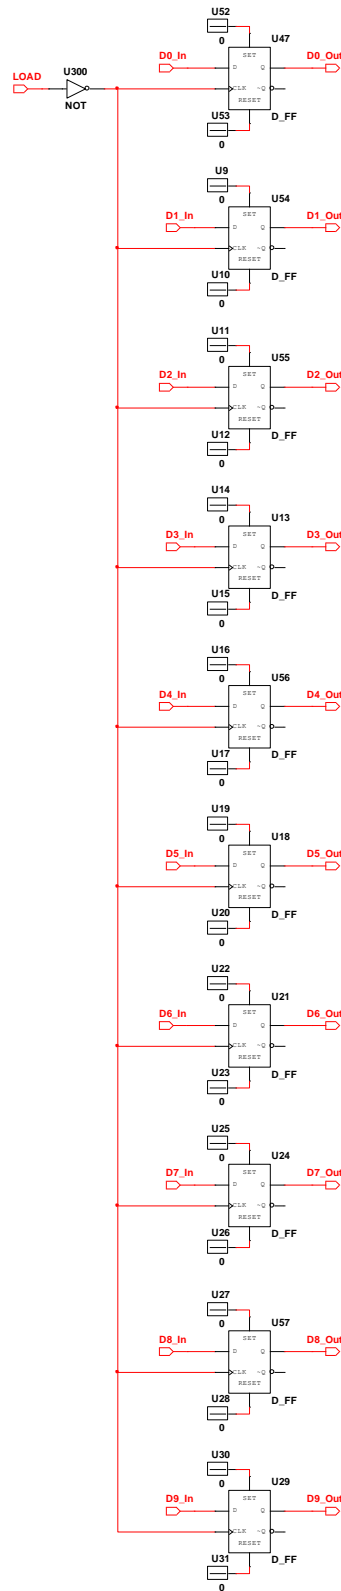 U52
0
U47
D0_In
SET
D0_Out
D Q
LOAD
U300
NOT
CLK ~Q
RESET
U53
0
D_FF
U9
0
U54
D1_In
SET
D1_Out
D Q
CLK ~Q
RESET
U10
0
D_FF
U11
0
U55
D2_In
SET
D2_Out
D Q
CLK ~Q
RESET
U12
0
D_FF
U14
0
U13
D3_In
SET
D3_Out
D Q
CLK ~Q
RESET
U15
0
D_FF
U16
0
U56
D4_In
SET
D4_Out
D Q
CLK ~Q
RESET
U17
0
D_FF
U19
0
U18
D5_In
SET
D5_Out
D Q
CLK ~Q
RESET
U20
0
D_FF
U22
0
U21
D6_In
SET
D6_Out
D Q
CLK ~Q
RESET
U23
0
D_FF
U25
0
U24
D7_In
SET
D7_Out
D Q
CLK ~Q
RESET
U26
0
D_FF
U27
0
U57
D8_In
SET
D8_Out
D Q
CLK ~Q
RESET
U28
0
D_FF
U30
0
U29
D9_In
SET
D9_Out
D Q
CLK ~Q
RESET
U31
0
D_FF